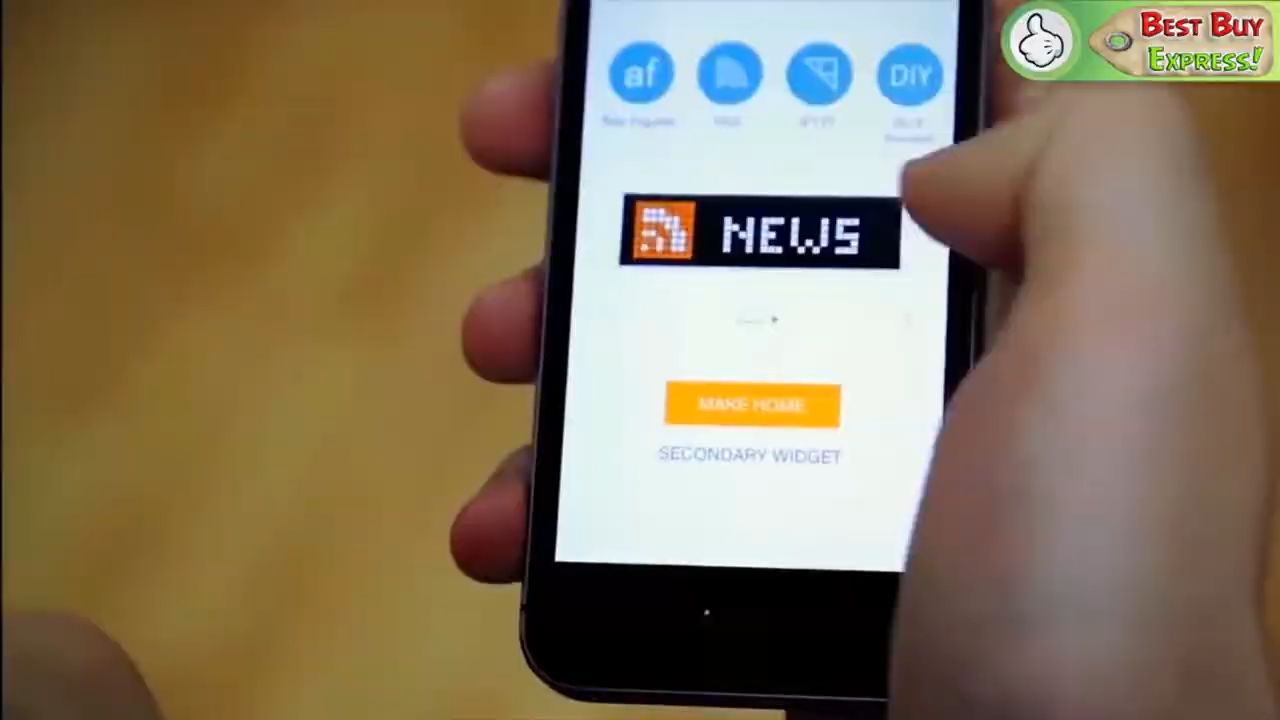 BEST BUY
EXPRESS!
af
DIY
NEWS
MAKE HOME
SECONDARY WIDGET